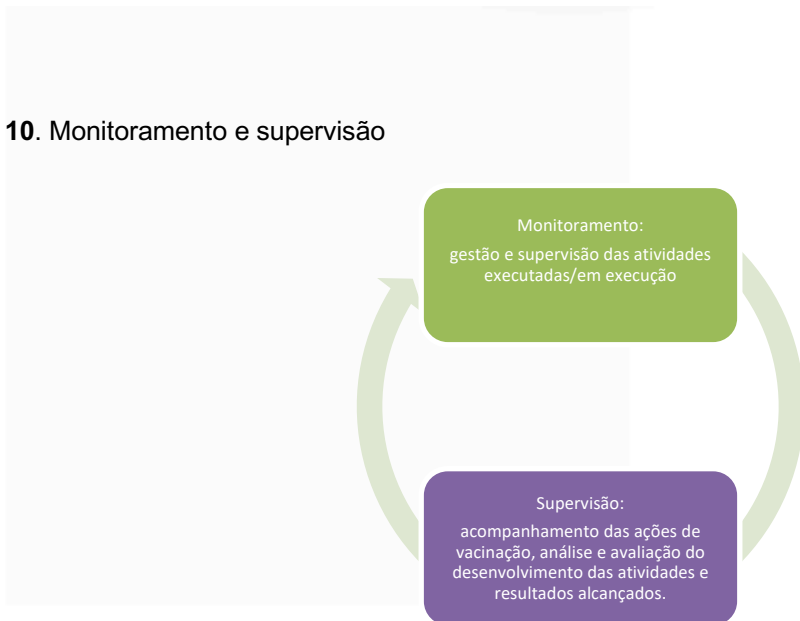 10. Monitoramento e supervisão
Monitoramento:
gestão e supervisão das atividades
executadas/em execução
Supervisão:
acompanhamento das ações de
vacinação, análise e avaliação do
desenvolvimento das atividades e
resultados alcançados.